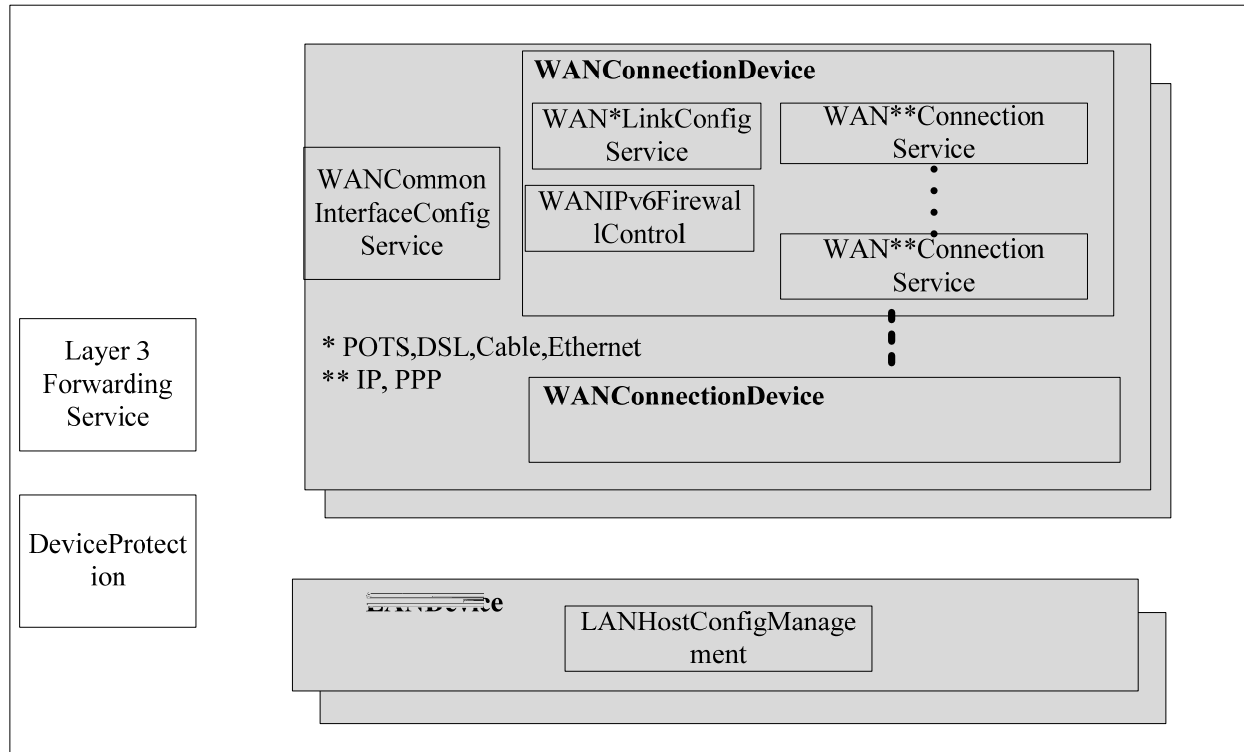 WANConnectionDevice
WAN*LinkConfig
Service
WAN**Connection
Service
WANCommon
InterfaceConfig
Service
WANIPv6Firewal
lControl
WAN**Connection
Service
* POTS,DSL,Cable,Ethernet
** IP, PPP
WANConnectionDevice
Layer 3
Forwarding
Service
DeviceProtect
ion
LANDevice
LANHostConfigManage
ment